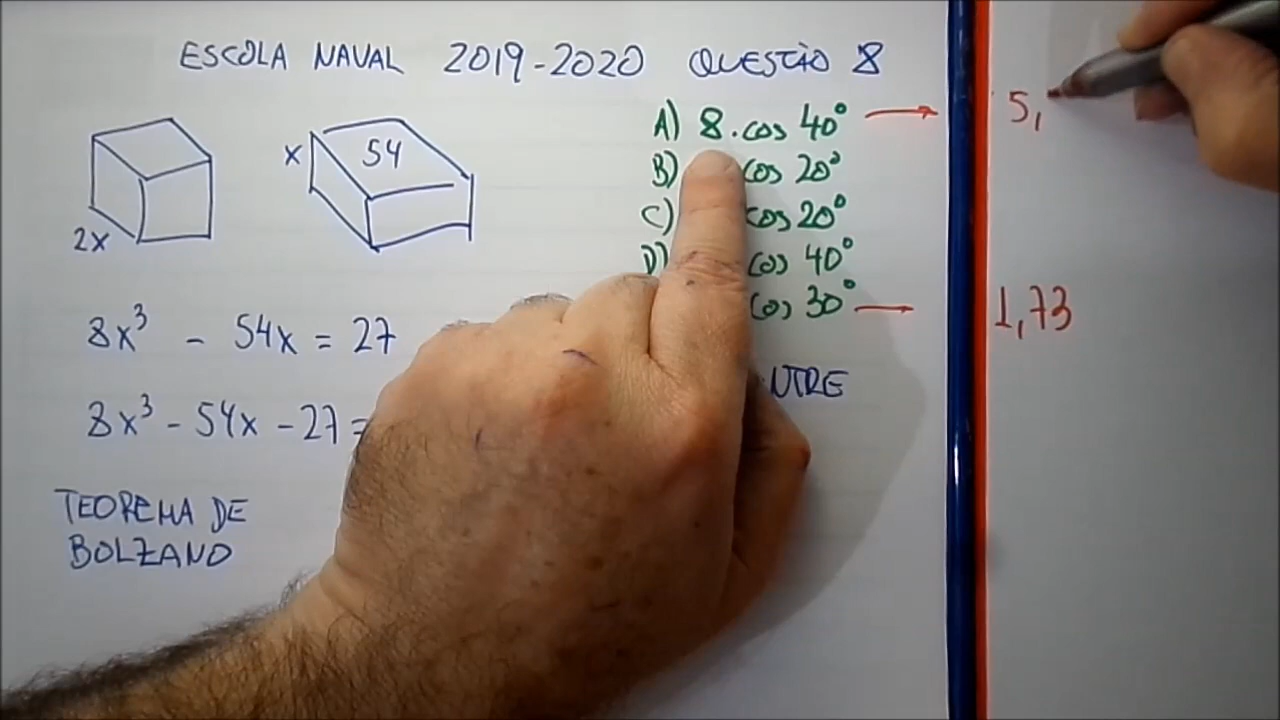 ESCOLA NAVAL 2019-2020 QUESTÃO 8
A) 8.cos 40° → 5,
x 54
B) cos 20°
C) cos 20°
2x
D) cos 40°
cos 30° → 1,73
8x³ - 54x = 27
NTRE
8x³ - 54x - 27 =
TEOREMA DE
BOLZANO